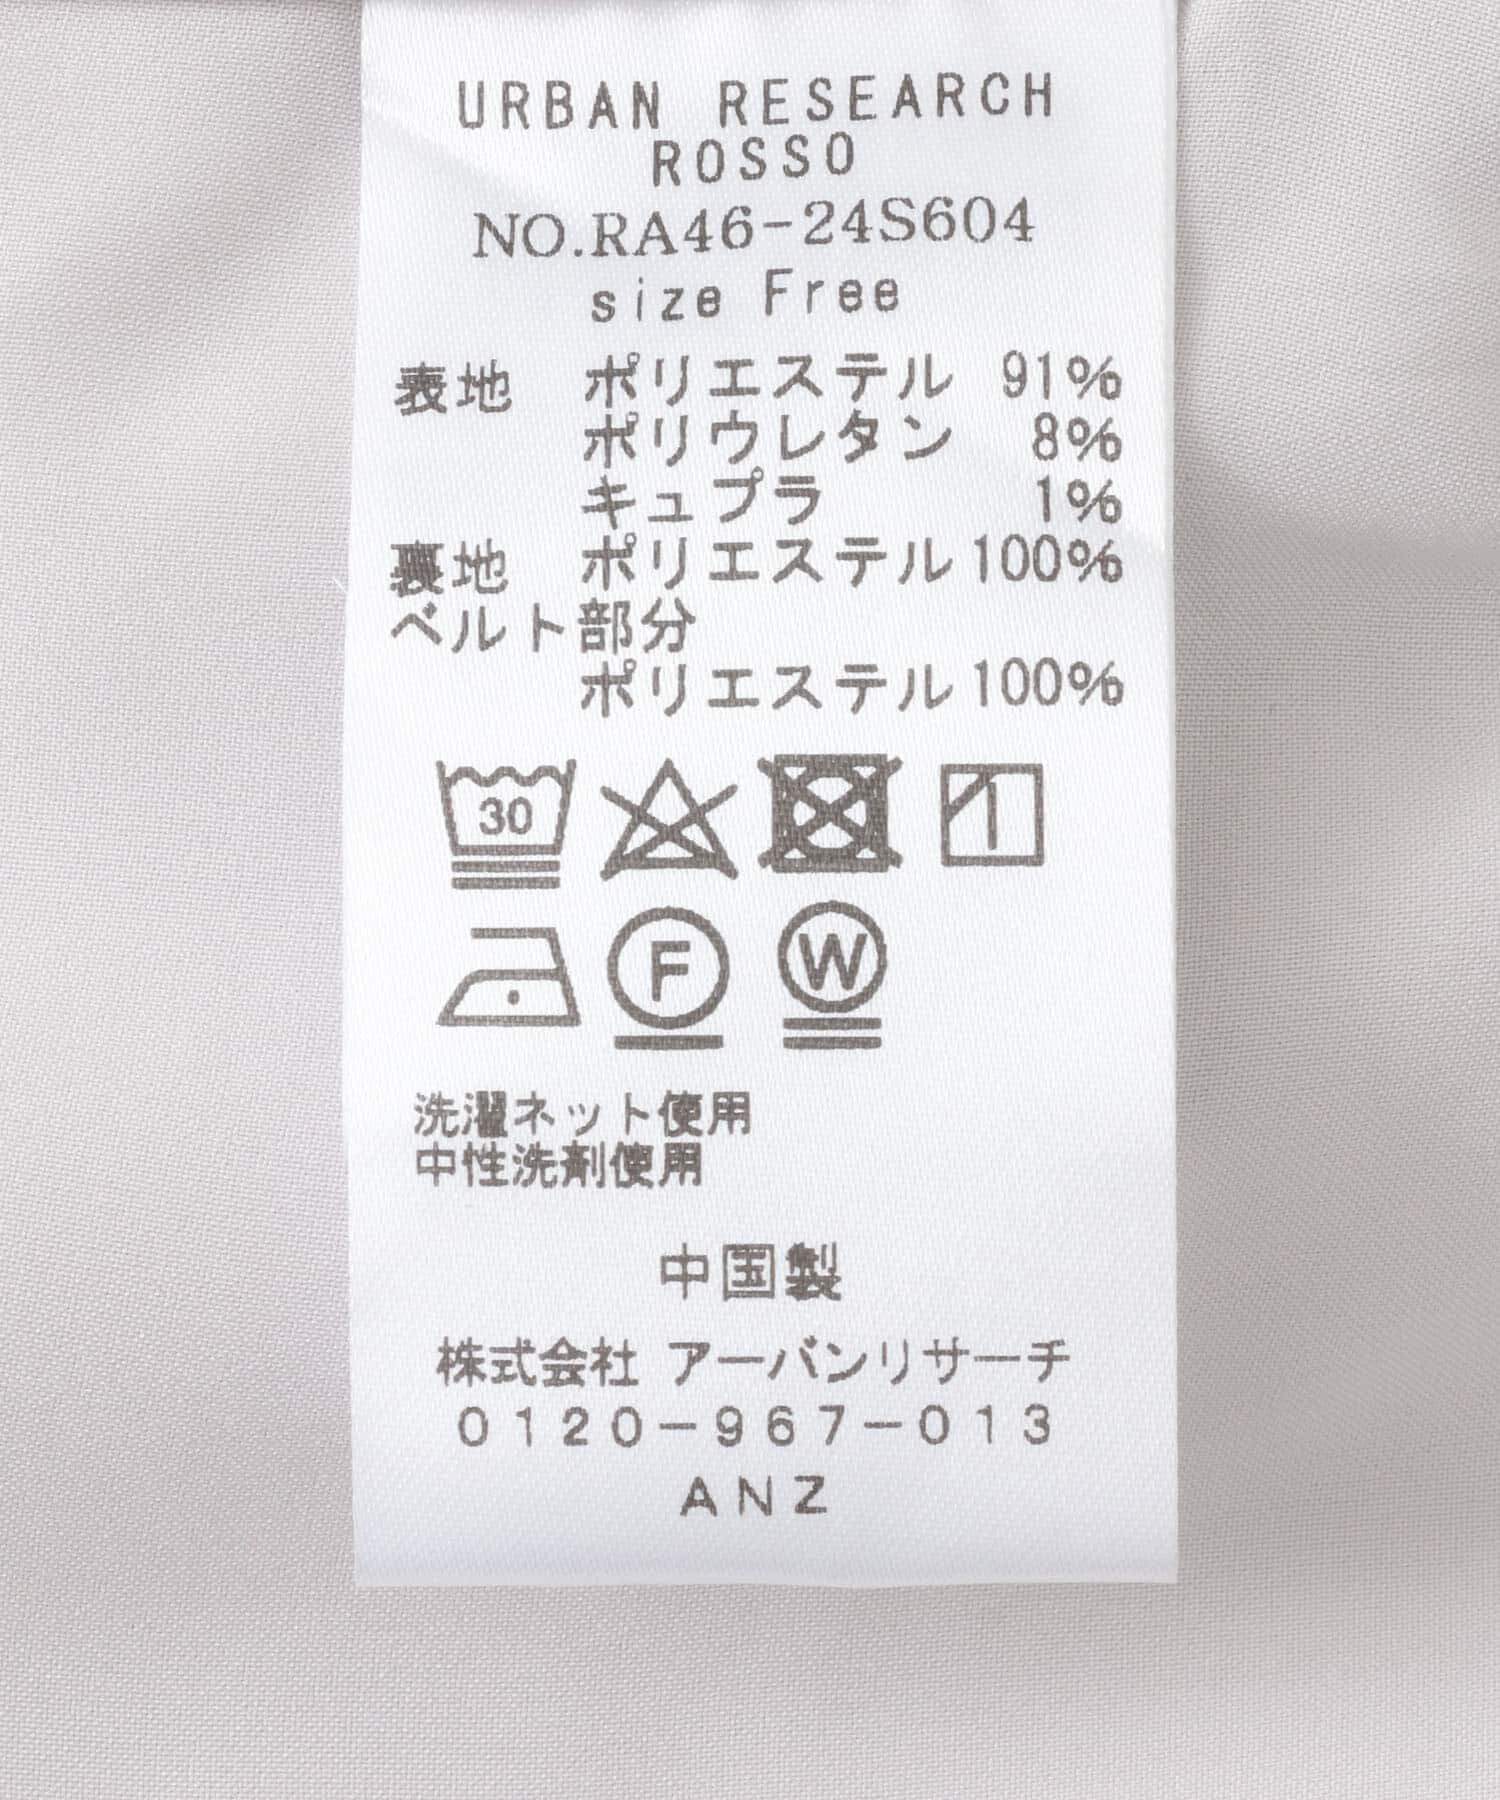 URBAN RESEARCH
ROSSO
NO.RA46-24S604
size Free
表地 ポリエステル 91%
ポリウレタン 8%
キュプラ 1%
裏地 ポリエステル 100%
ベルト部分
ポリエステル 100%
30
F W
洗濯ネット使用
中性洗剤使用
中国製
株式会社 アーバンリサーチ
0120-967-013
ANZ